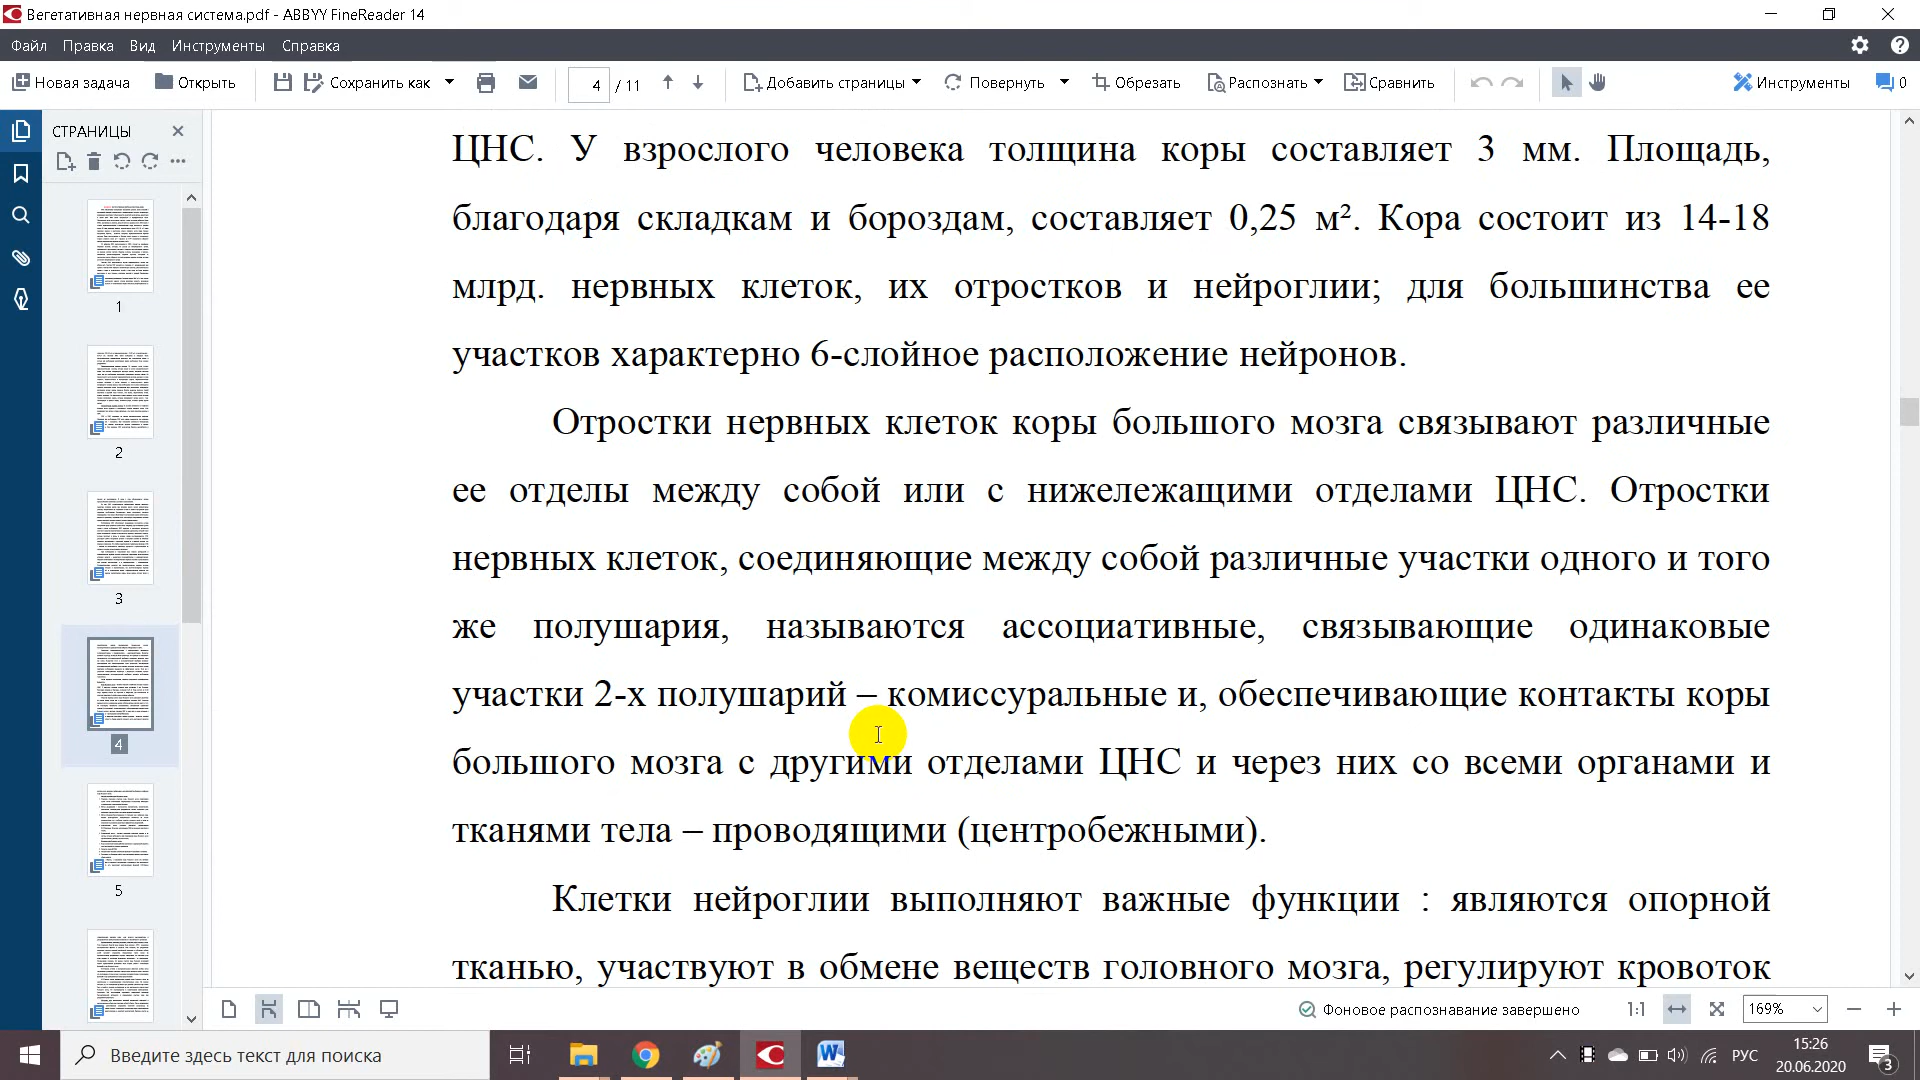 Вегетативная нервная система.pdf - ABBYY FineReader 14
Файл Правка Вид Инструменты Справка
Новая задача Открыть Сохранить как 4 / 11 Добавить страницы Повернуть Обрезать Распознать Сравнить Инструменты 0
СТРАНИЦЫ
1
2
3
4
5
ЦНС. У взрослого человека толщина коры составляет 3 мм. Площадь,
благодаря складкам и бороздам, составляет 0,25 м². Кора состоит из 14-18
млрд. нервных клеток, их отростков и нейроглии; для большинства ее
участков характерно 6-слойное расположение нейронов.
Отростки нервных клеток коры большого мозга связывают различные
ее отделы между собой или с нижележащими отделами ЦНС. Отростки
нервных клеток, соединяющие между собой различные участки одного и того
же полушария, называются ассоциативные, связывающие одинаковые
участки 2-х полушарий – комиссуральные и, обеспечивающие контакты коры
большого мозга с другими отделами ЦНС и через них со всеми органами и
тканями тела – проводящими (центробежными).
Клетки нейроглии выполняют важные функции : являются опорной
тканью, участвуют в обмене веществ головного мозга, регулируют кровоток
Фоновое распознавание завершено 1:1 169%
Введите здесь текст для поиска
РУС
15:26
20.06.2020
3